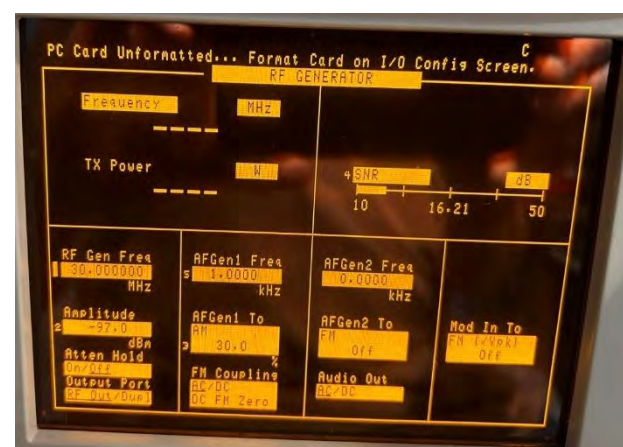 C
PC Card Unformatted... Format Card on I/O Config Screen.
RF GENERATOR
Frequency MHz
----
TX Power W
----
4 SNR dB
10 16.21 50
RF Gen Freq
1 30.000000
MHz
Amplitude
2 -97.0
dBm
Atten Hold
On/Off
Output Port
RF Out/Dupl
AFGen1 Freq
5 1.0000
kHz
AFGen1 To
AM
3 30.0
%
FM Coupling
AC/DC
DC FM Zero
AFGen2 Freq
0.0000
kHz
AFGen2 To
FM
Off
Audio Out
AC/DC
Mod In To
FM (/Vpk)
Off